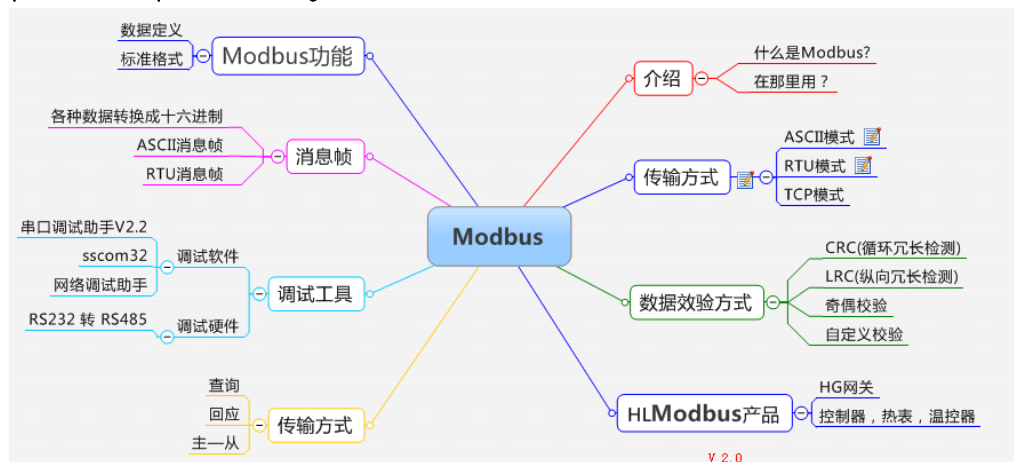 数据定义
标准格式
Modbus功能
各种数据转换成十六进制
ASCII消息帧
RTU消息帧
消息帧
串口调试助手V2.2
sscom32
网络调试助手
调试软件
RS232 转 RS485
调试硬件
调试工具
查询
回应
主—从
传输方式
Modbus
介绍
什么是Modbus?
在那里用？
传输方式
ASCII模式
RTU模式
TCP模式
数据效验方式
CRC(循环冗长检测)
LRC(纵向冗长检测)
奇偶校验
自定义校验
HLModbus产品
HG网关
控制器，热表，温控器
V 2.0